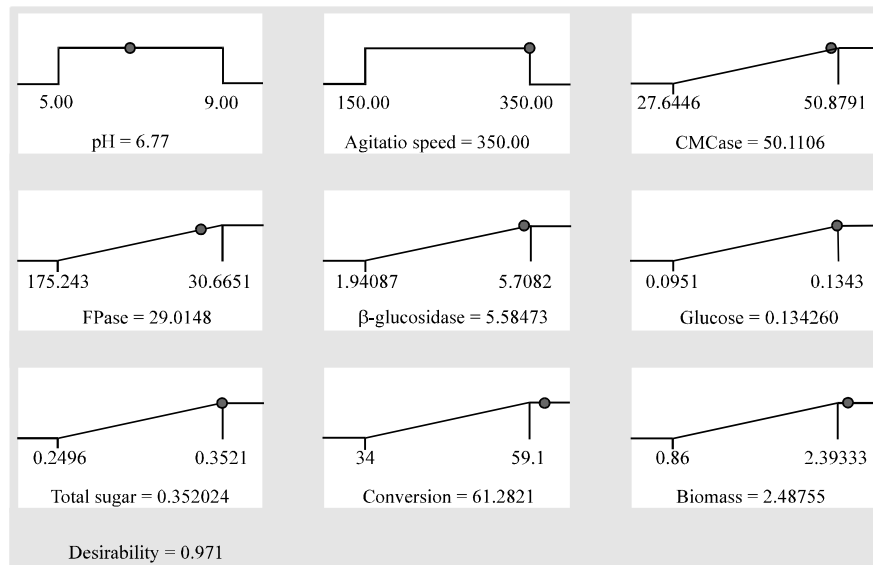 5.00 9.00
pH = 6.77
150.00 350.00
Agitatio speed = 350.00
27.6446 50.8791
CMCase = 50.1106
175.243 30.6651
FPase = 29.0148
1.94087 5.7082
β-glucosidase = 5.58473
0.0951 0.1343
Glucose = 0.134260
0.2496 0.3521
Total sugar = 0.352024
34 59.1
Conversion = 61.2821
0.86 2.39333
Biomass = 2.48755
Desirability = 0.971